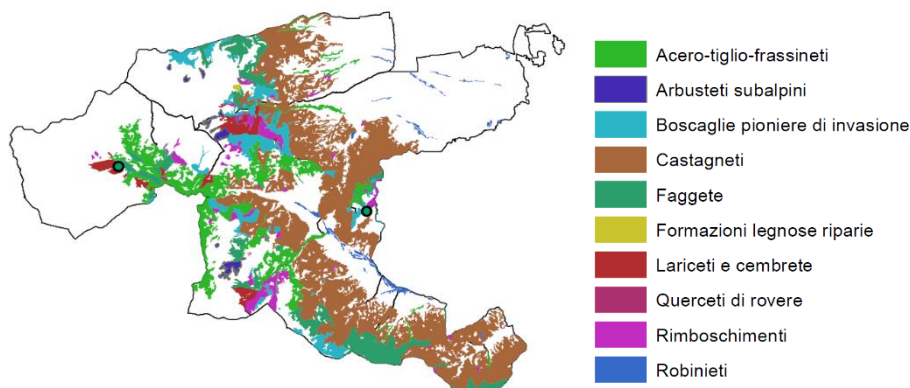 Acero-tiglio-frassineti
Arbusteti subalpini
Boscaglie pioniere di invasione
Castagneti
Faggete
Formazioni legnose riparie
Lariceti e cembrete
Querceti di rovere
Rimboschimenti
Robinieti